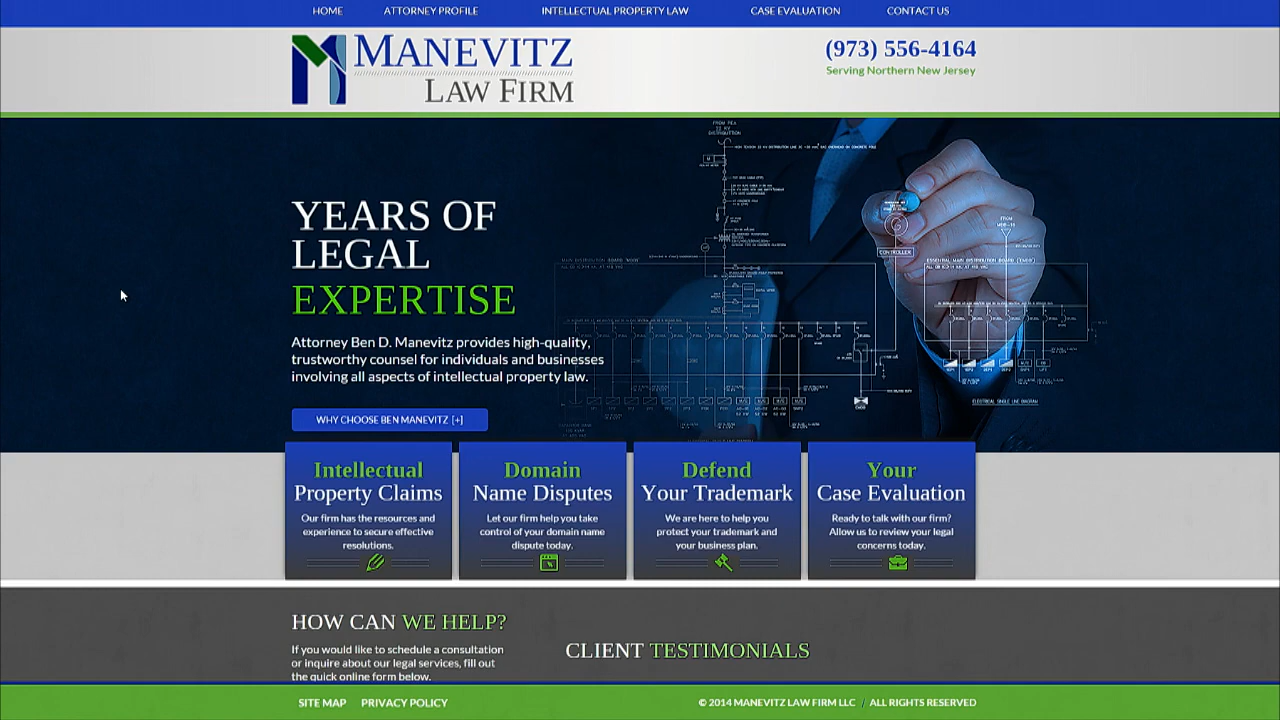 HOME ATTORNEY PROFILE INTELLECTUAL PROPERTY LAW CASE EVALUATION CONTACT US
MANEVITZ
LAW FIRM
(973) 556-4164
Serving Northern New Jersey
YEARS OF
LEGAL
EXPERTISE
Attorney Ben D. Manevitz provides high-quality,
trustworthy counsel for individuals and businesses
involving all aspects of intellectual property law.
WHY CHOOSE BEN MANEVITZ [+]
CONTROLLER
Intellectual
Property Claims
Our firm has the resources and
experience to secure effective
resolutions.
Domain
Name Disputes
Let our firm help you take
control of your domain name
dispute today.
Defend
Your Trademark
We are here to help you
protect your trademark and
your business plan.
Your
Case Evaluation
Ready to talk with our firm?
Allow us to review your legal
concerns today.
HOW CAN WE HELP?
If you would like to schedule a consultation
or inquire about our legal services, fill out
the quick online form below.
CLIENT TESTIMONIALS
SITE MAP PRIVACY POLICY
© 2014 MANEVITZ LAW FIRM LLC / ALL RIGHTS RESERVED